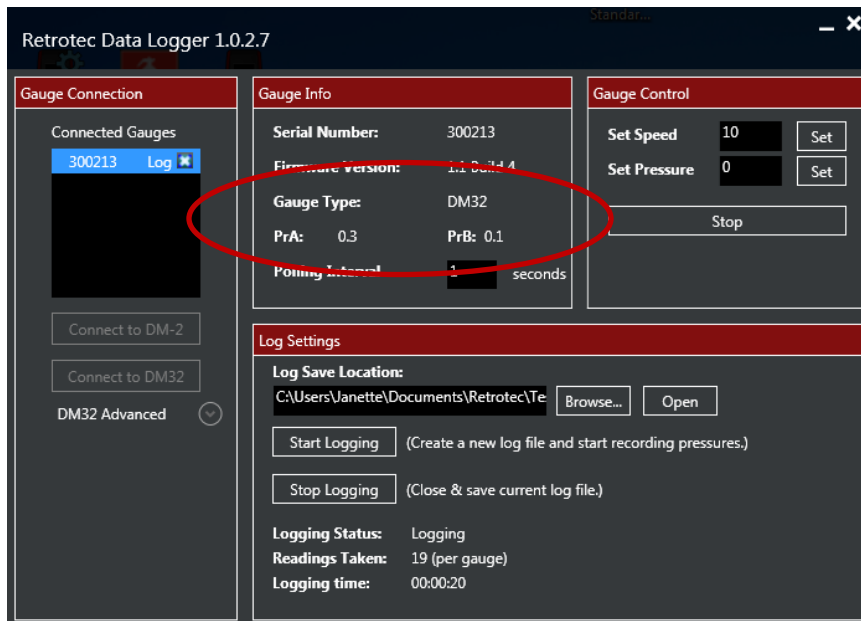 Standar...
Retrotec Data Logger 1.0.2.7
Gauge Connection
Connected Gauges
300213 Log
Connect to DM-2
Connect to DM32
DM32 Advanced
Gauge Info
Serial Number: 300213
Firmware Version: 1.1 Build 4
Gauge Type: DM32
PrA: 0.3 PrB: 0.1
Polling Interval 1 seconds
Gauge Control
Set Speed 10 Set
Set Pressure 0 Set
Stop
Log Settings
Log Save Location:
C:\Users\Janette\Documents\Retrotec\Te Browse... Open
Start Logging (Create a new log file and start recording pressures.)
Stop Logging (Close & save current log file.)
Logging Status: Logging
Readings Taken: 19 (per gauge)
Logging time: 00:00:20